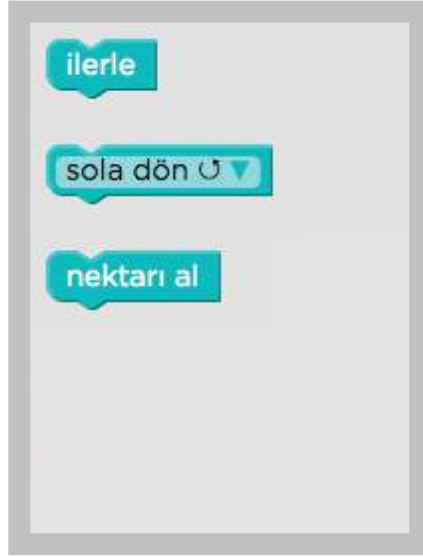 ilerle
sola dön ↺ ▼
nektarı al